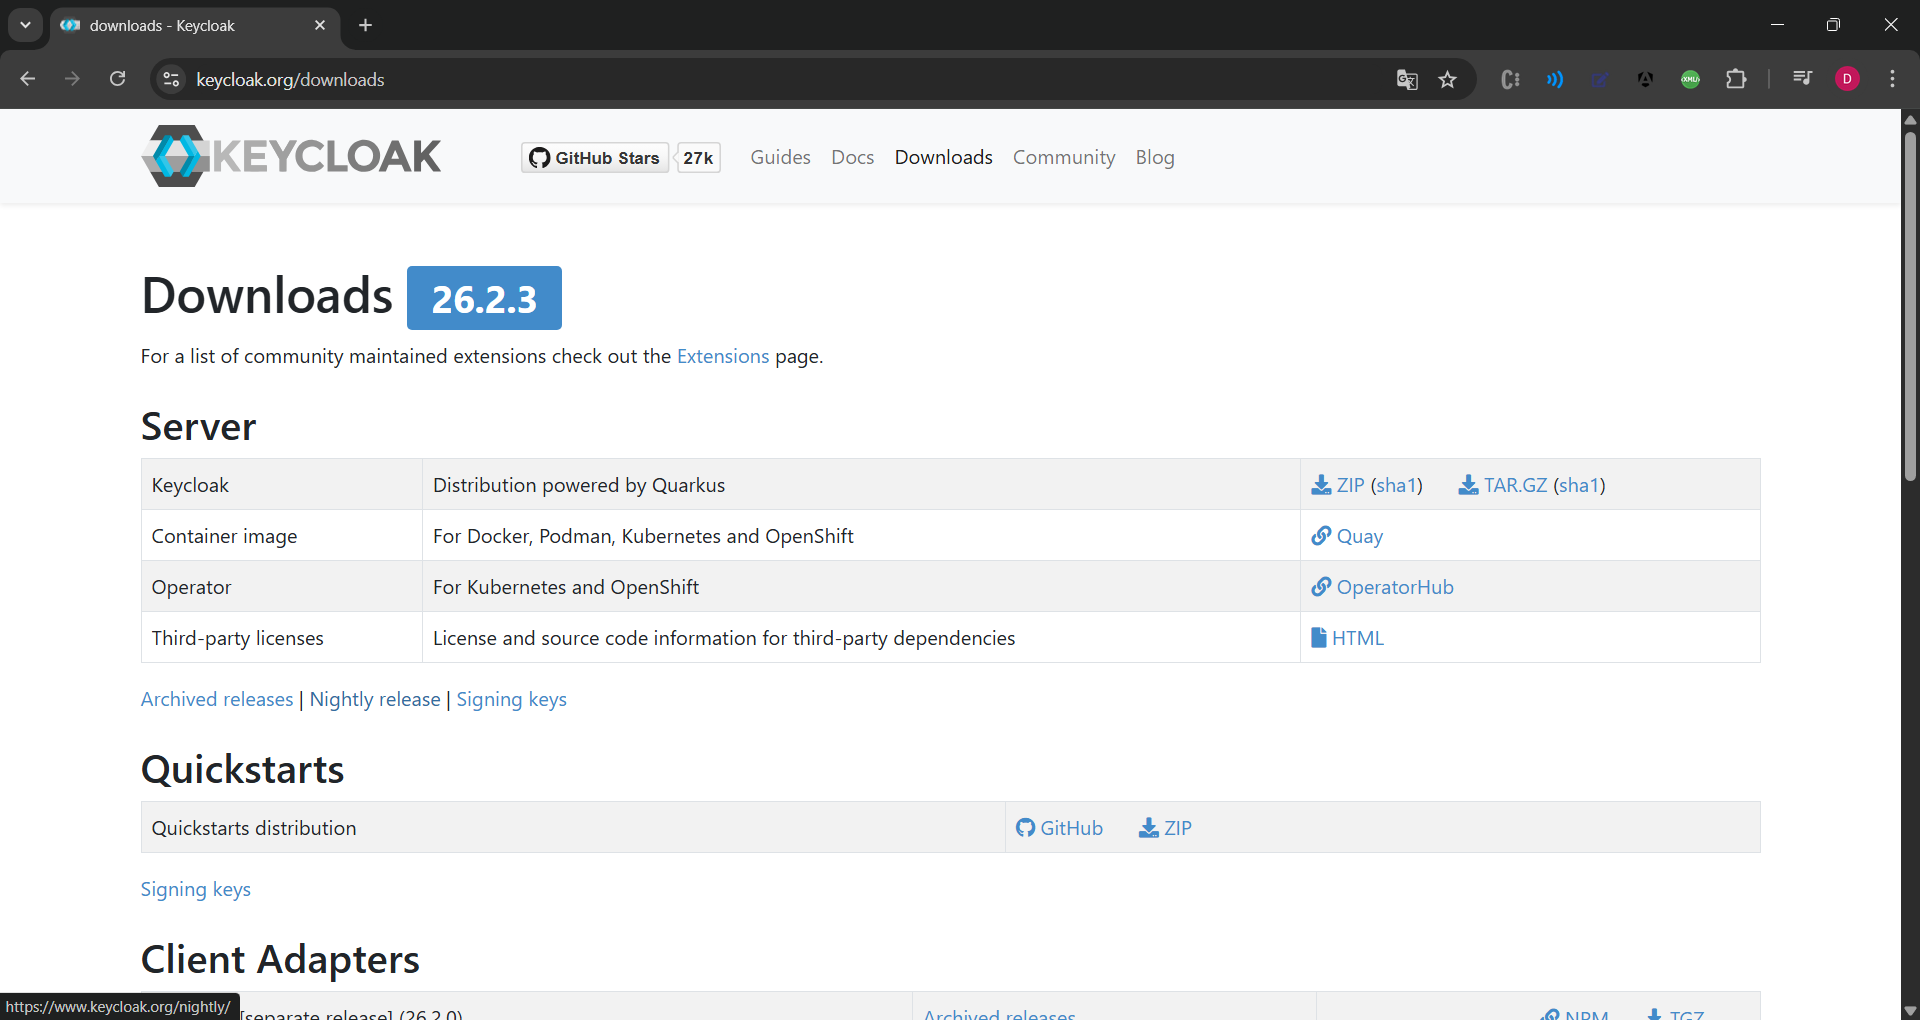 downloads - Keycloak
keycloak.org/downloads
D
KEYCLOAK
GitHub Stars 27k
Guides Docs Downloads Community Blog
Downloads 26.2.3
For a list of community maintained extensions check out the Extensions page.
Server
Keycloak Distribution powered by Quarkus ZIP (sha1) TAR.GZ (sha1)
Container image For Docker, Podman, Kubernetes and OpenShift Quay
Operator For Kubernetes and OpenShift OperatorHub
Third-party licenses License and source code information for third-party dependencies HTML
Archived releases | Nightly release | Signing keys
Quickstarts
Quickstarts distribution GitHub ZIP
Signing keys
Client Adapters
https://www.keycloak.org/nightly/
[separate release] (26.2.0) Archived releases NPM TGZ